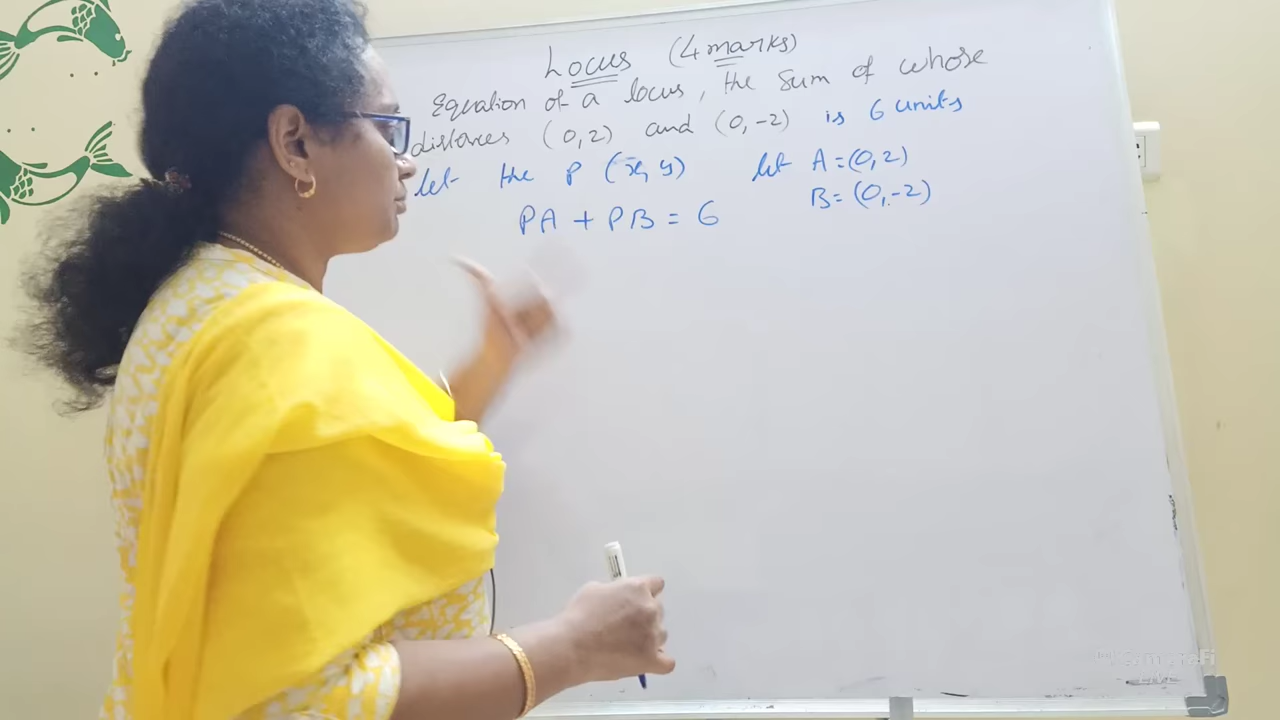 Locus (4 marks)
Equation of a locus, the sum of whose
distances (0,2) and (0,-2) is 6 units
let the P (x, y) let A = (0,2)
B = (0,-2)
PA + PB = 6